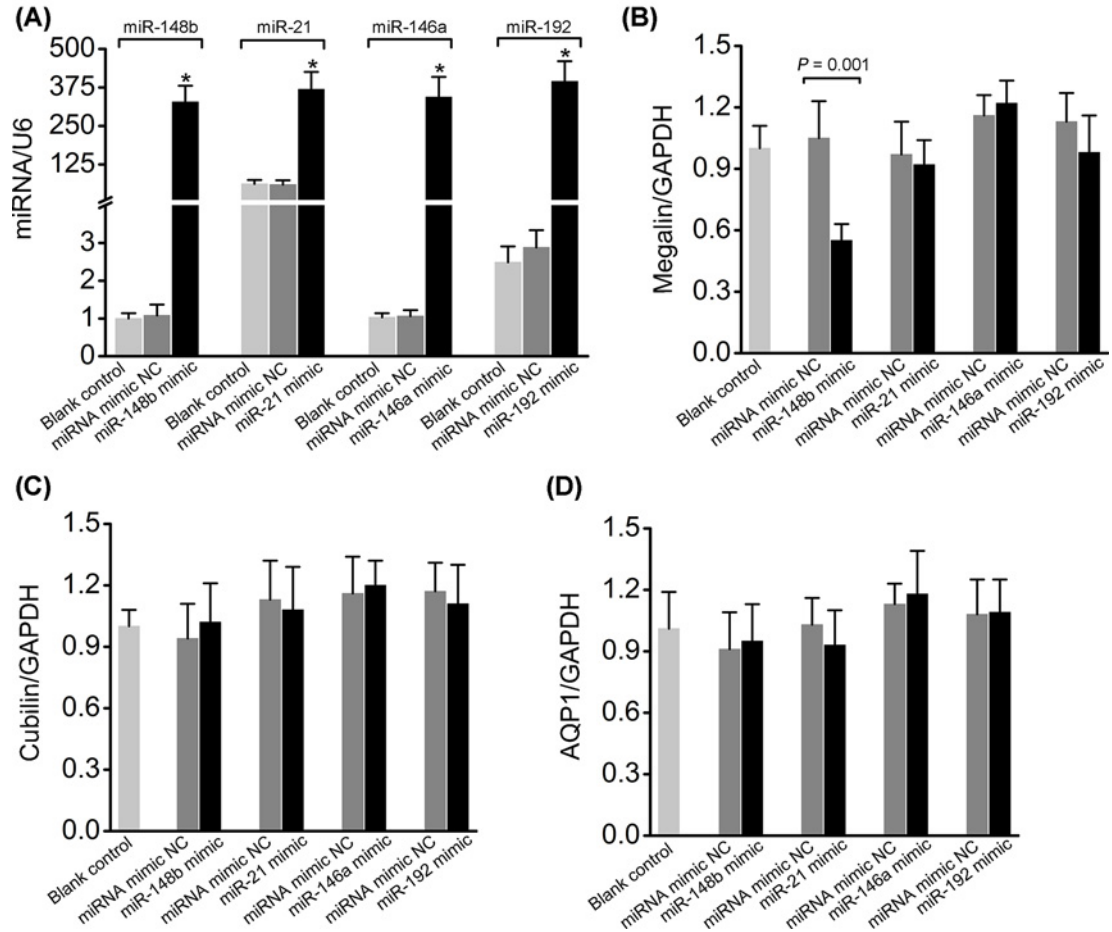 (A)
miR-148b
miR-21
miR-146a
miR-192
500
375
250
125
3
2
1
0
miRNA/U6
*
*
*
*
Blank control
miRNA mimic NC
miR-148b mimic
Blank control
miRNA mimic NC
miR-21 mimic
Blank control
miRNA mimic NC
miR-146a mimic
Blank control
miRNA mimic NC
miR-192 mimic
(B)
1.5
1.2
0.9
0.6
0.3
0.0
Megalin/GAPDH
P = 0.001
Blank control
miRNA mimic NC
miR-148b mimic
miRNA mimic NC
miR-21 mimic
miRNA mimic NC
miR-146a mimic
miRNA mimic NC
miR-192 mimic
(C)
1.5
1.2
0.9
0.6
0.3
0.0
Cubilin/GAPDH
Blank control
miRNA mimic NC
miR-148b mimic
miRNA mimic NC
miR-21 mimic
miRNA mimic NC
miR-146a mimic
miRNA mimic NC
miR-192 mimic
(D)
1.5
1.2
0.9
0.6
0.3
0.0
AQP1/GAPDH
Blank control
miRNA mimic NC
miR-148b mimic
miRNA mimic NC
miR-21 mimic
miRNA mimic NC
miR-146a mimic
miRNA mimic NC
miR-192 mimic